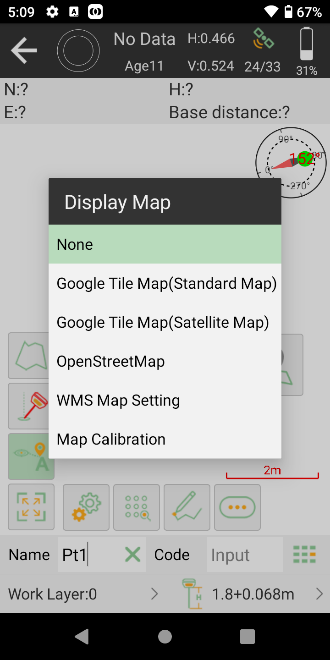 5:09 67%
No Data H:0.466
Age11 V:0.524 24/33 31%
N:? H:?
E:? Base distance:?
90°
0°
-270°
Display Map
None
Google Tile Map(Standard Map)
Google Tile Map(Satellite Map)
OpenStreetMap
WMS Map Setting
Map Calibration
A
2m
Name Pt1 Code Input
Work Layer:0 H 1.8+0.068m